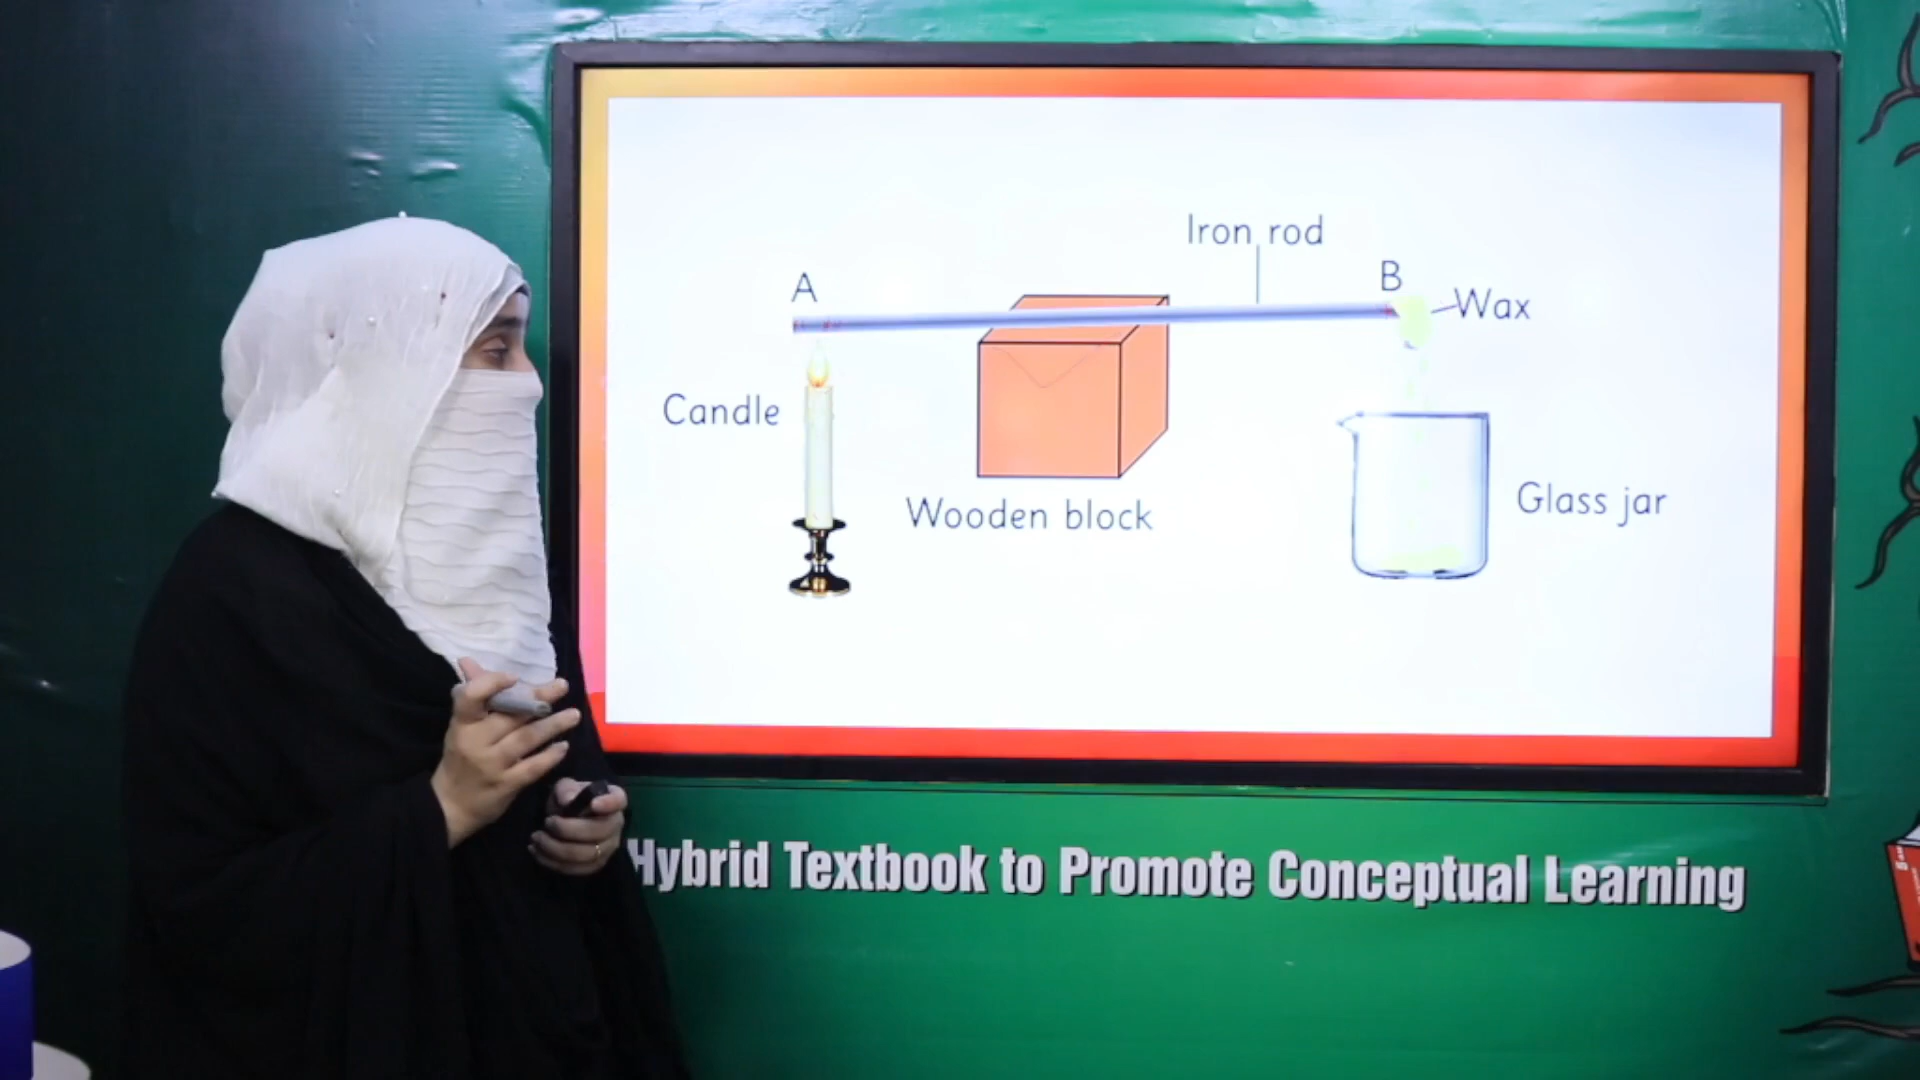 Iron rod
A
B
Wax
Candle
Glass jar
Wooden block
Hybrid Textbook to Promote Conceptual Learning